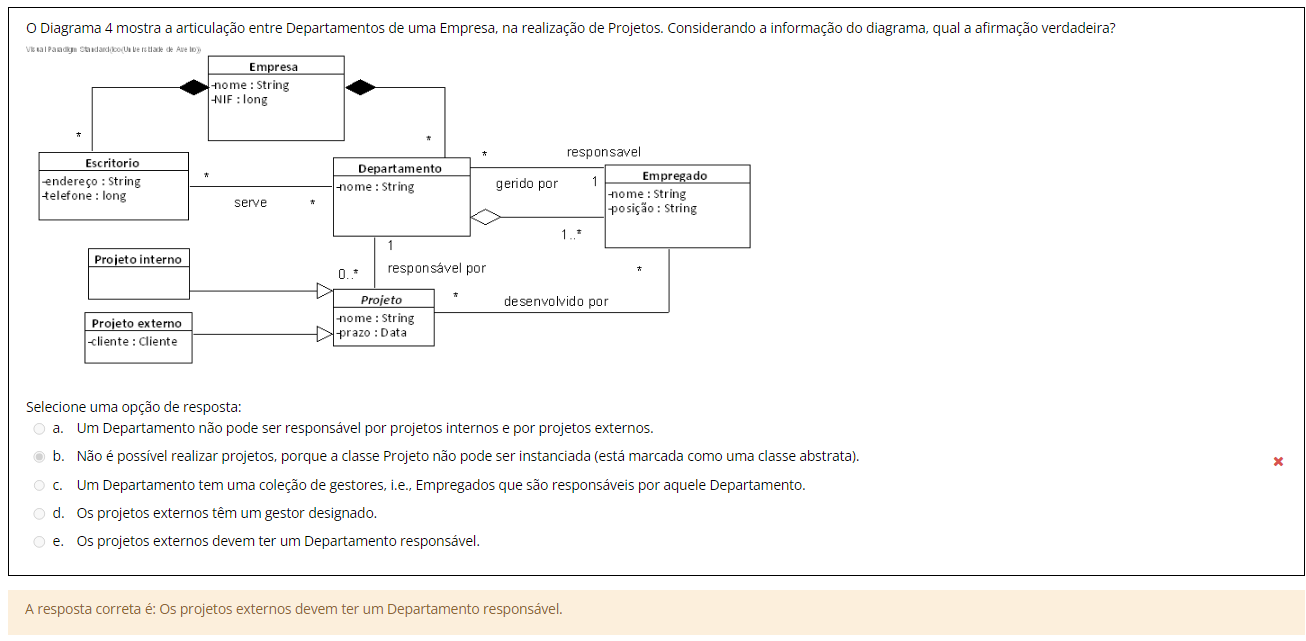 O Diagrama 4 mostra a articulação entre Departamentos de uma Empresa, na realização de Projetos. Considerando a informação do diagrama, qual a afirmação verdadeira?
Visual Paradigm Standard(ico(Universidade de Aveiro))
Empresa
-nome : String
-NIF : long
*
*
Escritorio
-endereço : String
-telefone : long
*
serve
*
Departamento
-nome : String
*
responsavel
gerido por
1
Empregado
-nome : String
-posição : String
1..*
1
responsável por
0..*
*
Projeto interno
Projeto externo
-cliente : Cliente
Projeto
-nome : String
-prazo : Data
*
desenvolvido por
Selecione uma opção de resposta:
a. Um Departamento não pode ser responsável por projetos internos e por projetos externos.
b. Não é possível realizar projetos, porque a classe Projeto não pode ser instanciada (está marcada como uma classe abstrata).
c. Um Departamento tem uma coleção de gestores, i.e., Empregados que são responsáveis por aquele Departamento.
d. Os projetos externos têm um gestor designado.
e. Os projetos externos devem ter um Departamento responsável.
A resposta correta é: Os projetos externos devem ter um Departamento responsável.